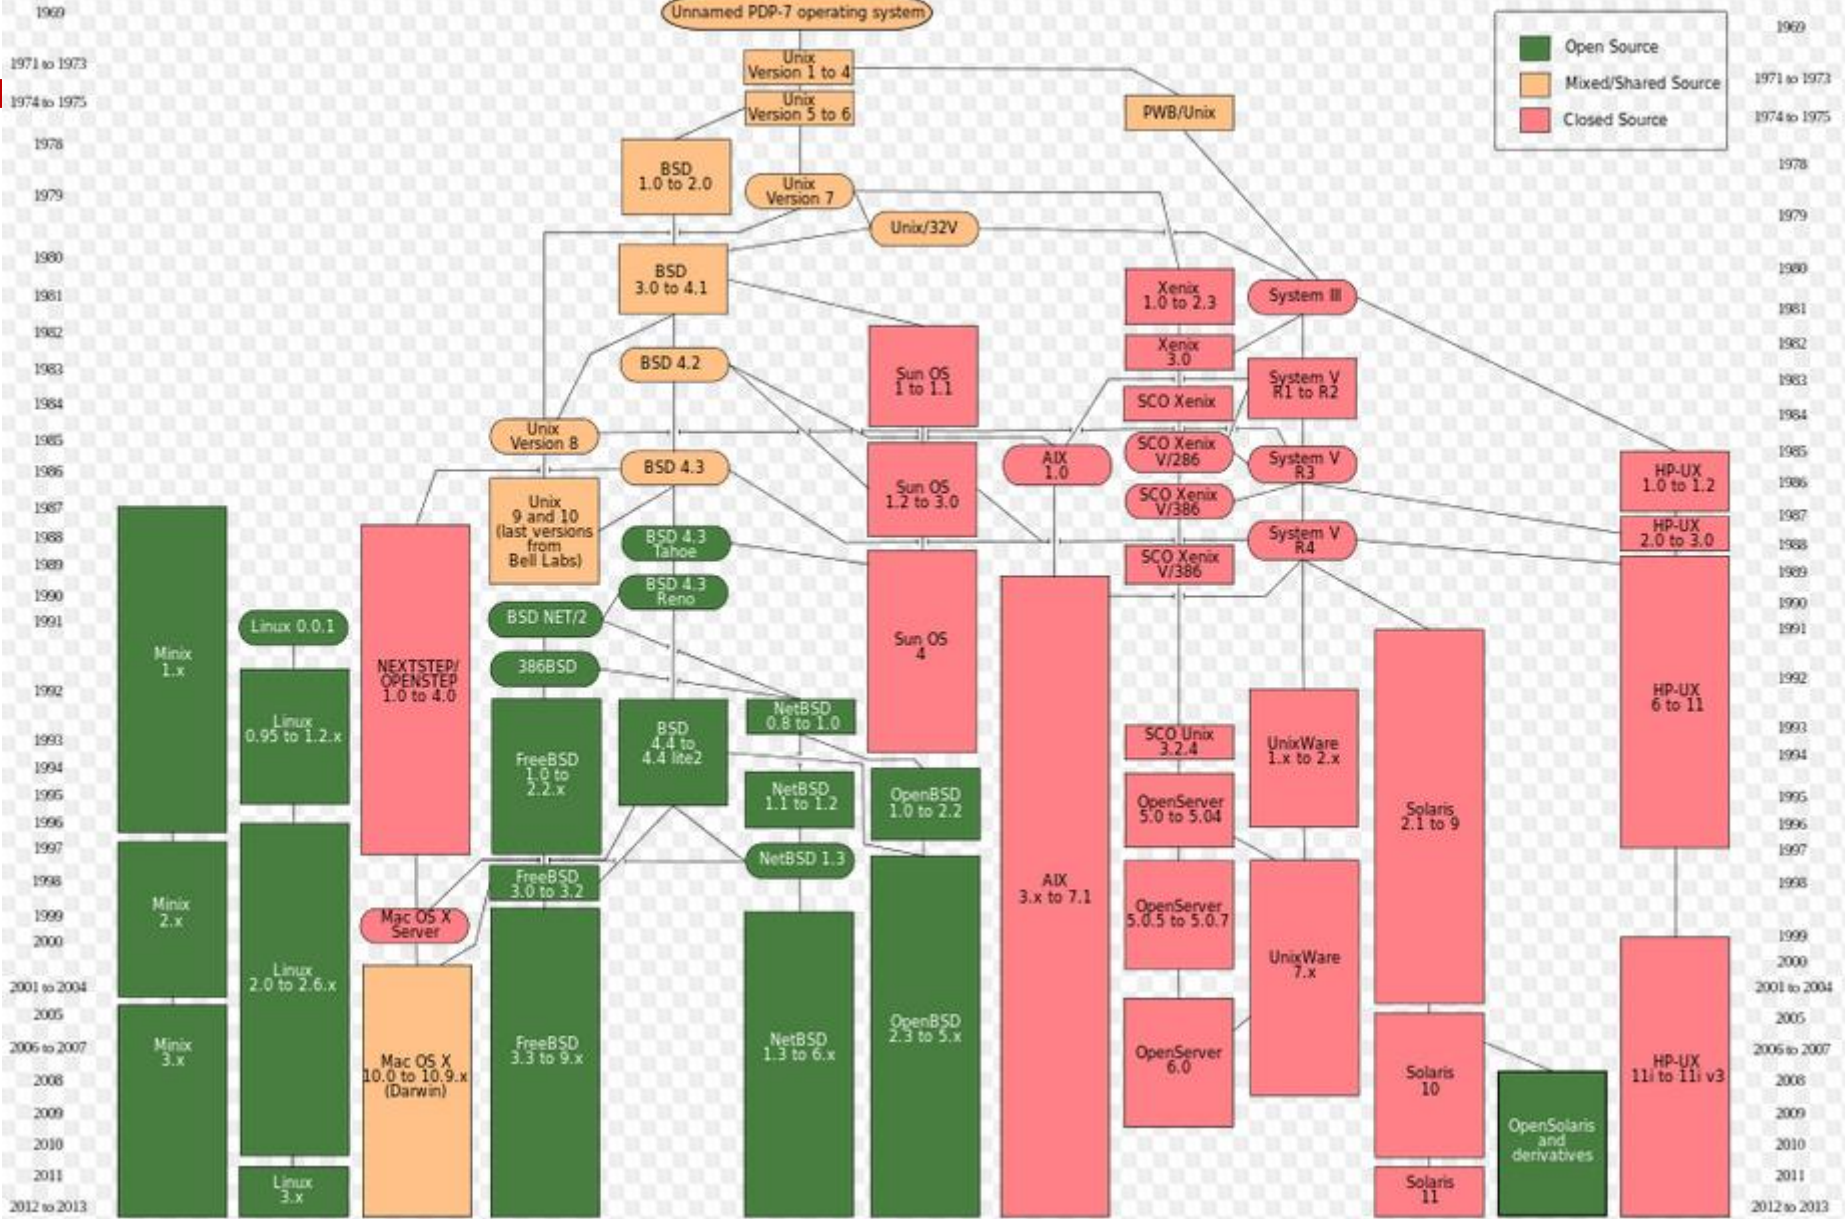 1969
1971 to 1973
1974 to 1975
1978
1979
1980
1981
1982
1983
1984
1985
1986
1987
1988
1989
1990
1991
1992
1993
1994
1995
1996
1997
1998
1999
2000
2001 to 2004
2005
2006 to 2007
2008
2009
2010
2011
2012 to 2013
Unnamed PDP-7 operating system
Unix
Version 1 to 4
Unix
Version 5 to 6
PWB/Unix
BSD
1.0 to 2.0
Unix
Version 7
Unix/32V
BSD
3.0 to 4.1
Xenix
1.0 to 2.3
System III
Xenix
3.0
BSD 4.2
Sun OS
1 to 1.1
System V
R1 to R2
SCO Xenix
Unix
Version 8
SCO Xenix
V/286
BSD 4.3
AIX
1.0
System V
R3
HP-UX
1.0 to 1.2
Sun OS
1.2 to 3.0
SCO Xenix
V/386
Unix
9 and 10
(last versions
from
Bell Labs)
HP-UX
2.0 to 3.0
BSD 4.3
Tahoe
System V
R4
SCO Xenix
V/386
BSD 4.3
Reno
BSD NET/2
Linux 0.0.1
Sun OS
4
Minix
1.x
386BSD
NEXTSTEP/
OPENSTEP
1.0 to 4.0
HP-UX
6 to 11
NetBSD
0.8 to 1.0
Linux
0.95 to 1.2.x
BSD
4.4 to
4.4 lite2
SCO Unix
3.2.4
UnixWare
1.x to 2.x
FreeBSD
1.0 to
2.2.x
NetBSD
1.1 to 1.2
OpenBSD
1.0 to 2.2
OpenServer
5.0 to 5.04
Solaris
2.1 to 9
NetBSD 1.3
FreeBSD
3.0 to 3.2
AIX
3.x to 7.1
Minix
2.x
Mac OS X
Server
OpenServer
5.0.5 to 5.0.7
UnixWare
7.x
Linux
2.0 to 2.6.x
OpenBSD
2.3 to 5.x
Minix
3.x
FreeBSD
3.3 to 9.x
NetBSD
1.3 to 6.x
OpenServer
6.0
Mac OS X
10.0 to 10.9.x
(Darwin)
Solaris
10
HP-UX
11i to 11i v3
OpenSolaris
and
derivatives
Linux
3.x
Solaris
11
Open Source
Mixed/Shared Source
Closed Source
1969
1971 to 1973
1974 to 1975
1978
1979
1980
1981
1982
1983
1984
1985
1986
1987
1988
1989
1990
1991
1992
1993
1994
1995
1996
1997
1998
1999
2000
2001 to 2004
2005
2006 to 2007
2008
2009
2010
2011
2012 to 2013